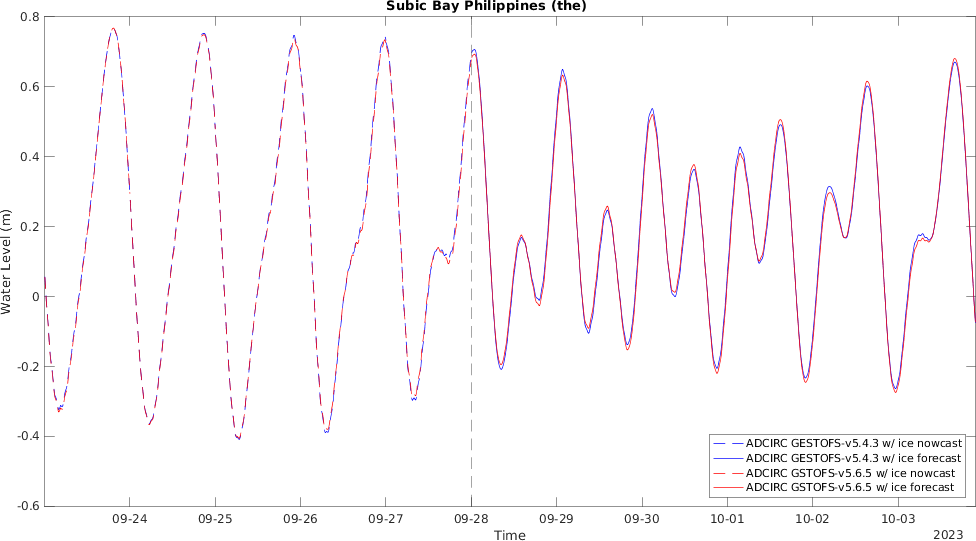 Subic Bay Philippines (the)
0.8
0.6
0.4
0.2
0
-0.2
-0.4
-0.6
Water Level (m)
ADCIRC GESTOFS-v5.4.3 w/ ice nowcast
ADCIRC GESTOFS-v5.4.3 w/ ice forecast
ADCIRC GSTOFS-v5.6.5 w/ ice nowcast
ADCIRC GSTOFS-v5.6.5 w/ ice forecast
09-24 09-25 09-26 09-27 09-28 09-29 09-30 10-01 10-02 10-03
Time
2023